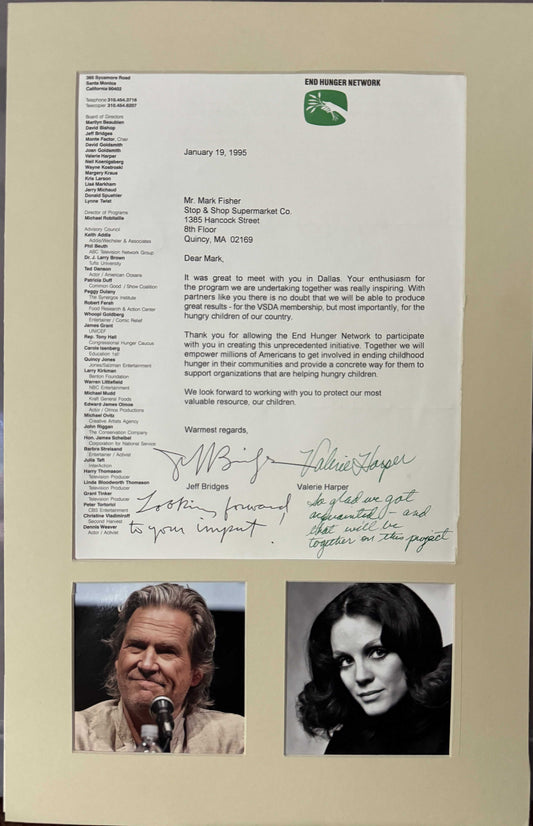 366 Sycamore Road
Santa Monica
California 90402
Telephone 310.454.3716
Telecopier 310.454.6207
Board of Directors
Marilyn Beaubien
David Bishop
Jeff Bridges
Monte Factor, Chair
David Goldsmith
Joan Goldsmith
Valerie Harper
Neil Koenigsberg
Wayne Kostroski
Margery Kraus
Kris Larson
Lisa Markham
Jerry Michaud
Donald Spuehler
Lynne Twist
Director of Programs
Michael Robitaille
Advisory Council
Keith Addis
Addis/Wechsler & Associates
Phil Beuth
ABC Television Network Group
Dr. J. Larry Brown
Tufts University
Ted Danson
Actor / American Oceans
Patricia Duff
Common Good / Show Coalition
Peggy Dulany
The Synergos Institute
Robert Fersh
Food Research & Action Center
Whoopi Goldberg
Entertainer / Comic Relief
James Grant
UNICEF
Rep. Tony Hall
Congressional Hunger Caucus
Carole Isenberg
Education 1st!
Quincy Jones
Jones/Salzman Entertainment
Larry Kirkman
Benton Foundation
Warren Littlefield
NBC Entertainment
Michael Mudd
Kraft General Foods
Edward James Olmos
Actor / Olmos Productions
Michael Ovitz
Creative Artists Agency
John Riggan
The Conservation Company
Hon. James Scheibel
Corporation for National Service
Barbra Streisand
Entertainer / Activist
Julia Taft
InterAction
Harry Thomason
Television Producer
Linda Bloodworth Thomason
Television Producer
Grant Tinker
Television Producer
Peter Tortorici
CBS Entertainment
Christine Vladimiroff
Second Harvest
Dennis Weaver
Actor / Activist
END HUNGER NETWORK
January 19, 1995
Mr. Mark Fisher
Stop & Shop Supermarket Co.
1385 Hancock Street
8th Floor
Quincy, MA 02169
Dear Mark,
It was great to meet with you in Dallas. Your enthusiasm for
the program we are undertaking together was really inspiring. With
partners like you there is no doubt that we will be able to produce
great results - for the VSDA membership, but most importantly, for the
hungry children of our country.
Thank you for allowing the End Hunger Network to participate
with you in creating this unprecedented initiative. Together we will
empower millions of Americans to get involved in ending childhood
hunger in their communities and provide a concrete way for them to
support organizations that are helping hungry children.
We look forward to working with you to protect our most
valuable resource, our children.
Warmest regards,
Jeff Bridges Valerie Harper
Jeff Bridges Valerie Harper
Looking forward
to your input.
So glad we got
acquainted - and
that will be
together on this project